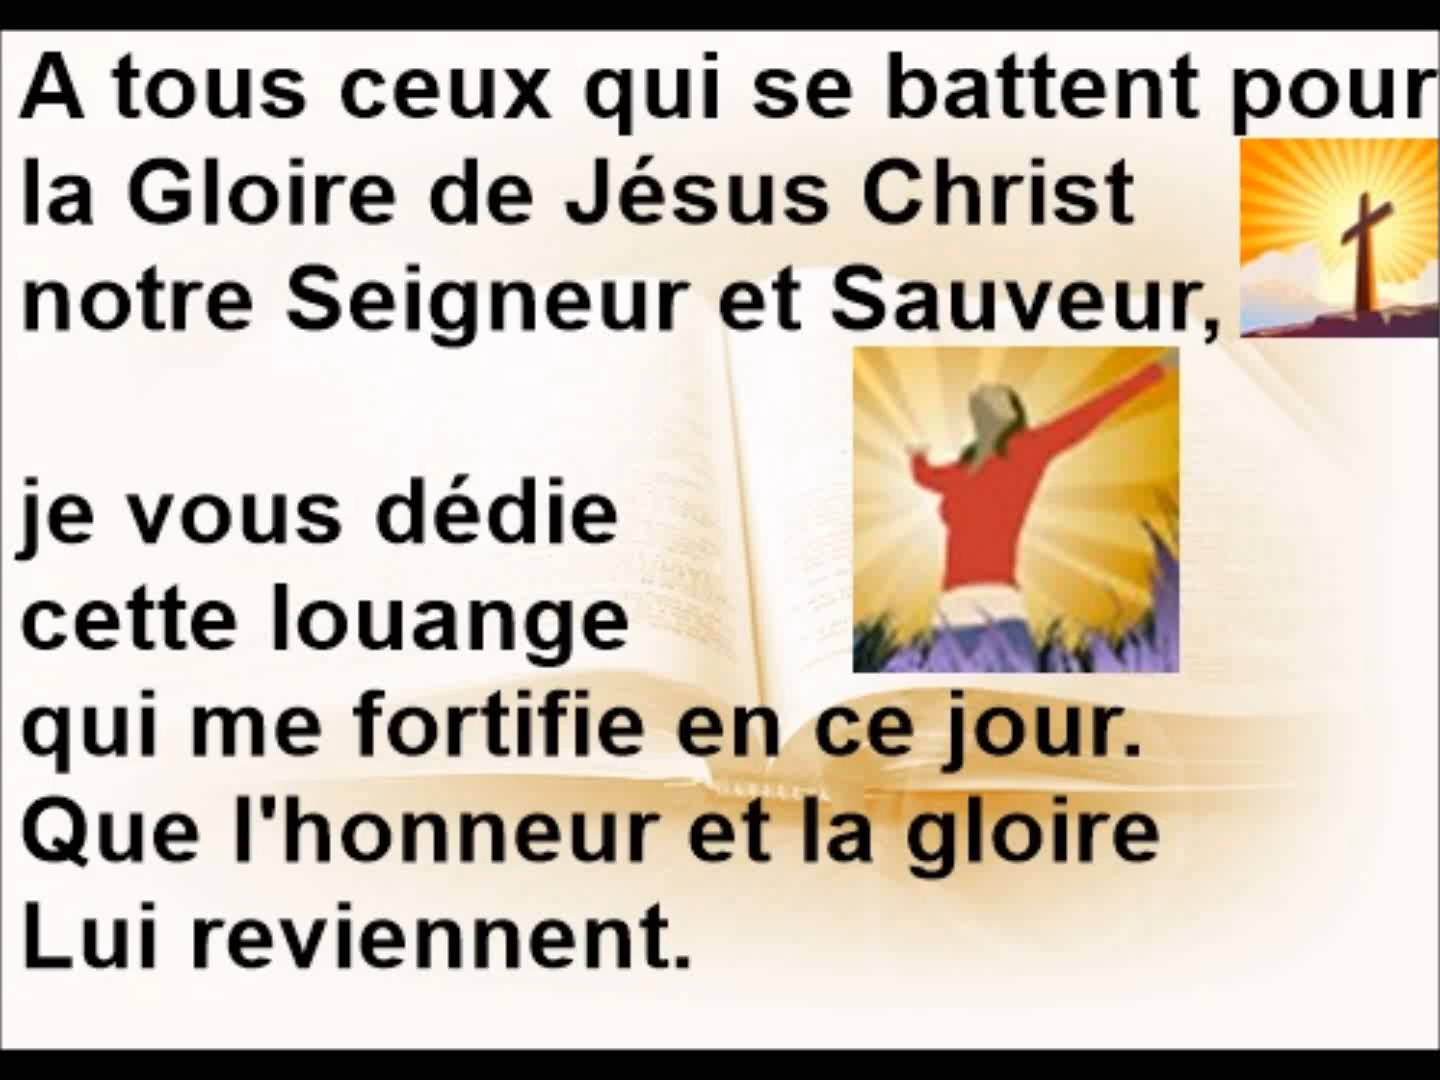 A tous ceux qui se battent pour
la Gloire de Jésus Christ
notre Seigneur et Sauveur,
je vous dédie
cette louange
qui me fortifie en ce jour.
Que l'honneur et la gloire
Lui reviennent.